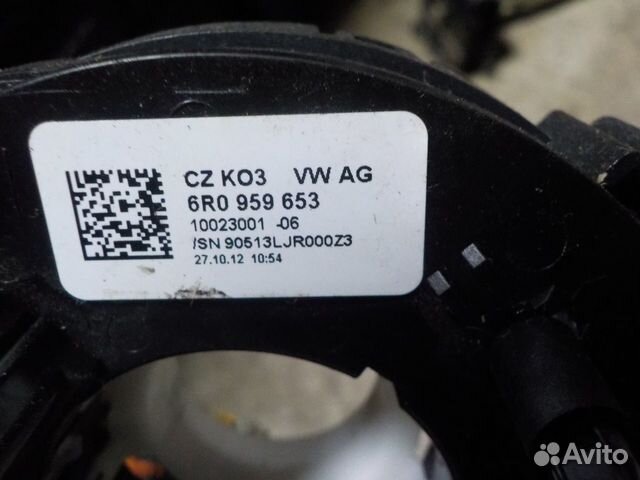 CZ KO3 VW AG
6R0 959 653
10023001 -06
/SN 90513LJR000Z3
27.10.12 10:54
Avito